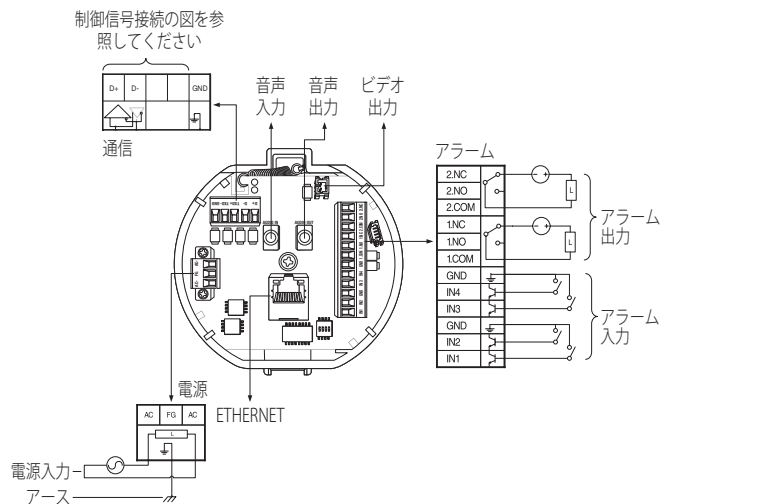 制御信号接続の図を参
照してください
D+ D- GND
通信
音声
入力
音声
出力
ビデオ
出力
AUDIO IN
AUDIO OUT
アラーム
2.NC
2.NO
2.COM
1.NC
1.NO
1.COM
GND
IN4
IN3
GND
IN2
IN1
L
L
アラーム
出力
アラーム
入力
電源
AC FG AC
L
ETHERNET
電源入力
アース